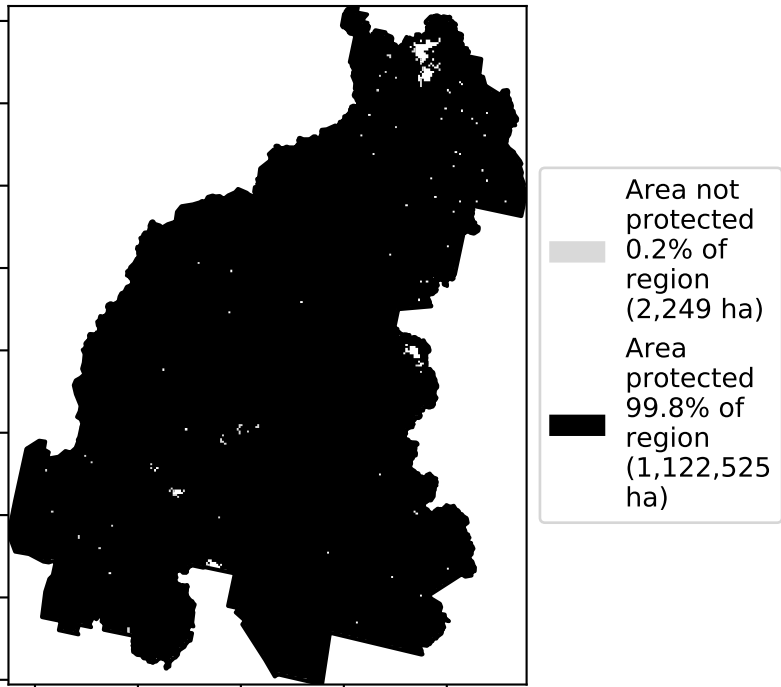 Area not
protected
0.2% of
region
(2,249 ha)
Area
protected
99.8% of
region
(1,122,525
ha)